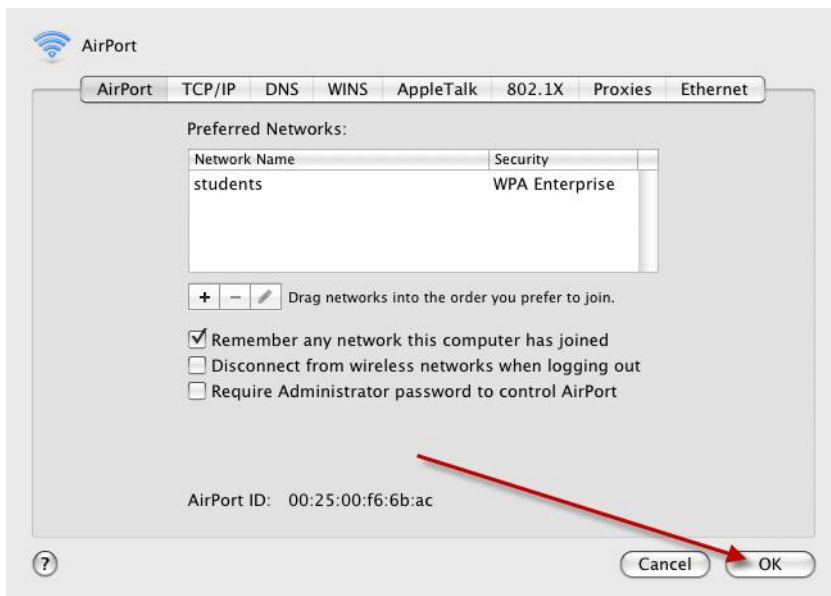 AirPort
AirPort TCP/IP DNS WINS AppleTalk 802.1X Proxies Ethernet
Preferred Networks:
Network Name Security
students WPA Enterprise
+ − Drag networks into the order you prefer to join.
Remember any network this computer has joined
Disconnect from wireless networks when logging out
Require Administrator password to control AirPort
AirPort ID: 00:25:00:f6:6b:ac
? Cancel OK